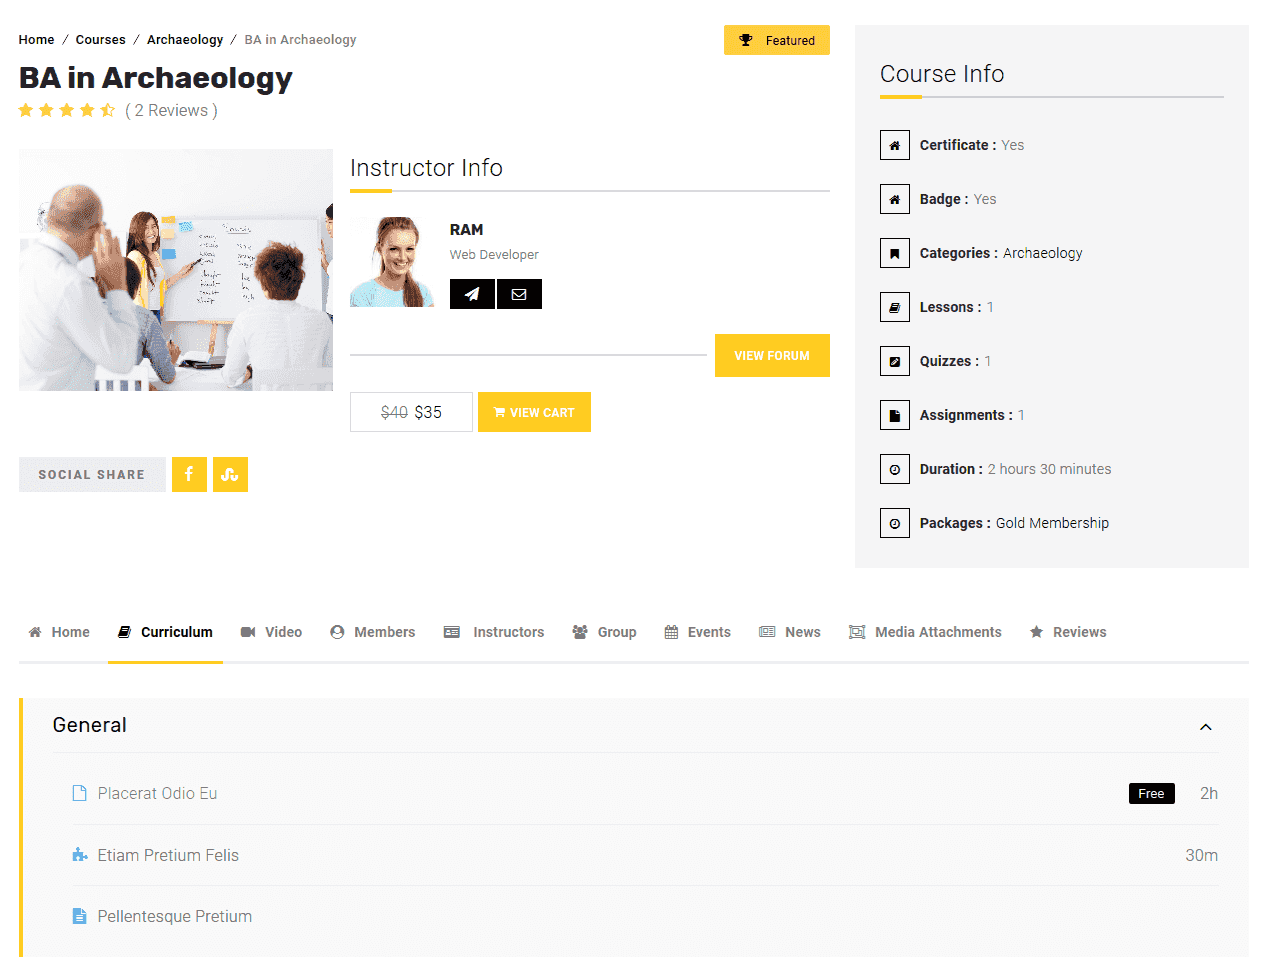 Home / Courses / Archaeology / BA in Archaeology
Featured
BA in Archaeology
( 2 Reviews )
Instructor Info
RAM
Web Developer
VIEW FORUM
$40 $35
VIEW CART
SOCIAL SHARE
Course Info
Certificate : Yes
Badge : Yes
Categories : Archaeology
Lessons : 1
Quizzes : 1
Assignments : 1
Duration : 2 hours 30 minutes
Packages : Gold Membership
Home Curriculum Video Members Instructors Group Events News Media Attachments Reviews
General
Placerat Odio Eu Free 2h
Etiam Pretium Felis 30m
Pellentesque Pretium